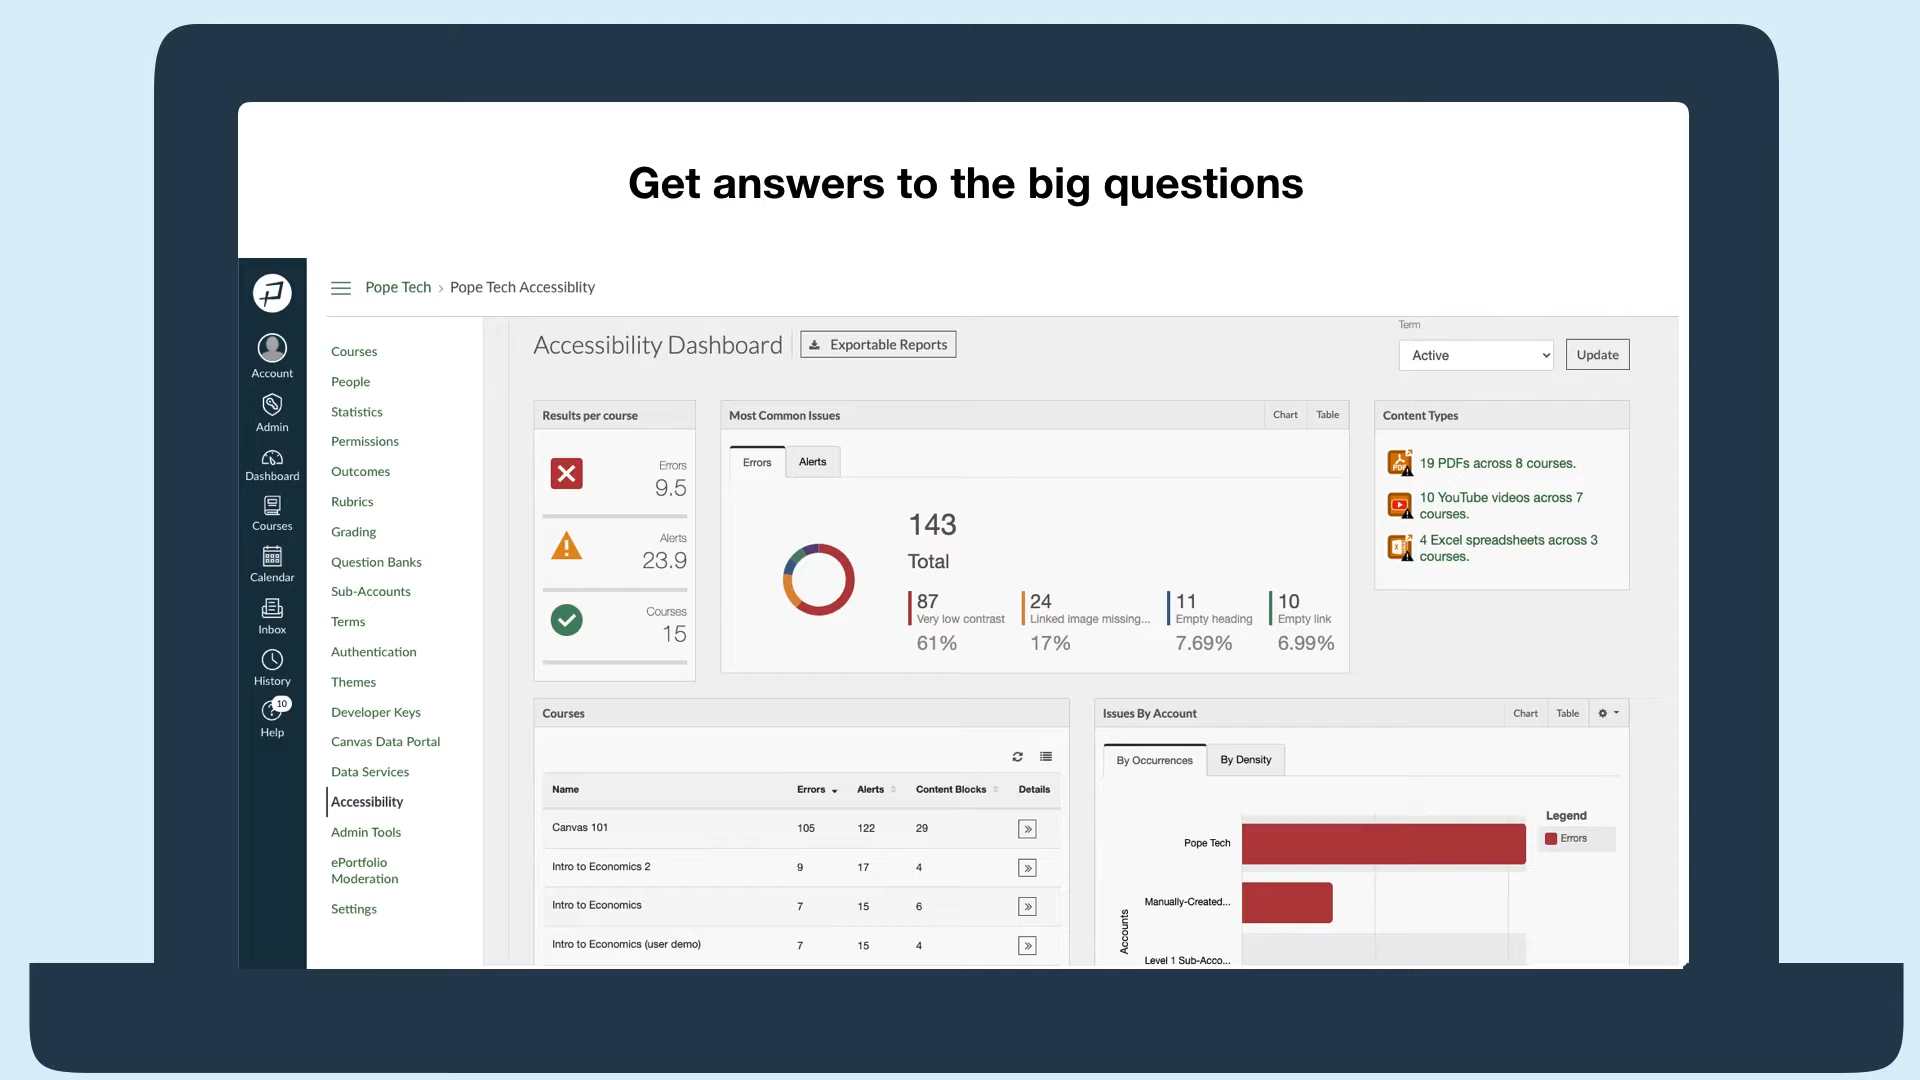 Get answers to the big questions
Pope Tech › Pope Tech Accessiblity
Account
Admin
Dashboard
Courses
Calendar
Inbox
History
10
Help
Courses
People
Statistics
Permissions
Outcomes
Rubrics
Grading
Question Banks
Sub-Accounts
Terms
Authentication
Themes
Developer Keys
Canvas Data Portal
Data Services
Accessibility
Admin Tools
ePortfolio
Moderation
Settings
Accessibility Dashboard
Exportable Reports
Term
Active
Update
Results per course
Errors
9.5
Alerts
23.9
Courses
15
Most Common Issues
Chart Table
Errors Alerts
143
Total
87 24 11 10
Very low contrast Linked image missing... Empty heading Empty link
61% 17% 7.69% 6.99%
Content Types
PDF
19 PDFs across 8 courses.
10 YouTube videos across 7
courses.
4 Excel spreadsheets across 3
courses.
Courses
Name Errors Alerts Content Blocks Details
Canvas 101 105 122 29
Intro to Economics 2 9 17 4
Intro to Economics 7 15 6
Intro to Economics (user demo) 7 15 4
Issues By Account
Chart Table
By Occurrences By Density
Legend
Errors
Accounts
Pope Tech
Manually-Created...
Level 1 Sub-Acco...